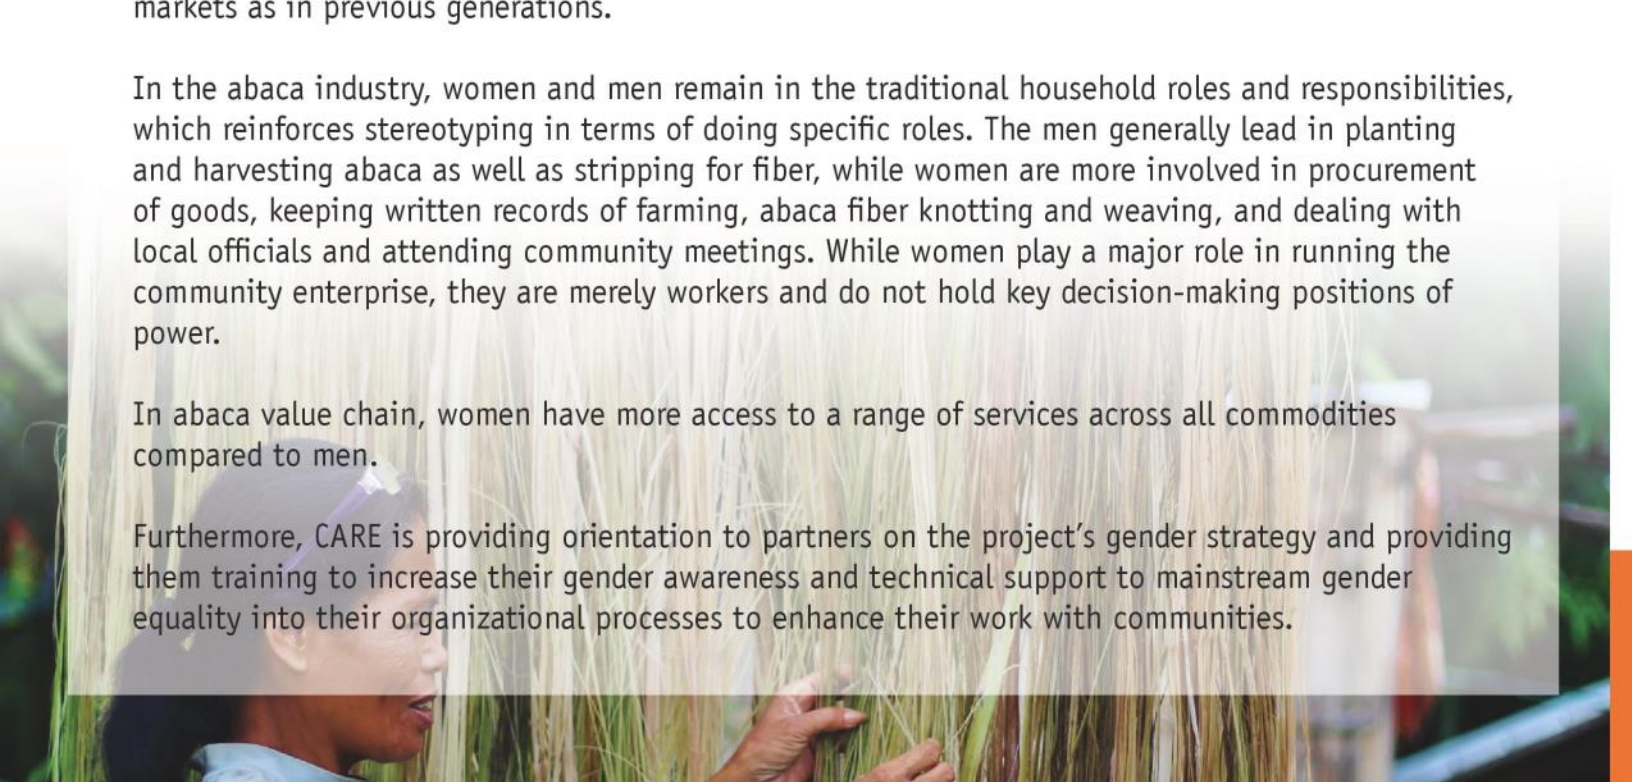 markets as in previous generations.
In the abaca industry, women and men remain in the traditional household roles and responsibilities,
which reinforces stereotyping in terms of doing specific roles. The men generally lead in planting
and harvesting abaca as well as stripping for fiber, while women are more involved in procurement
of goods, keeping written records of farming, abaca fiber knotting and weaving, and dealing with
local officials and attending community meetings. While women play a major role in running the
community enterprise, they are merely workers and do not hold key decision-making positions of
power.
In abaca value chain, women have more access to a range of services across all commodities
compared to men.
Furthermore, CARE is providing orientation to partners on the project's gender strategy and providing
them training to increase their gender awareness and technical support to mainstream gender
equality into their organizational processes to enhance their work with communities.